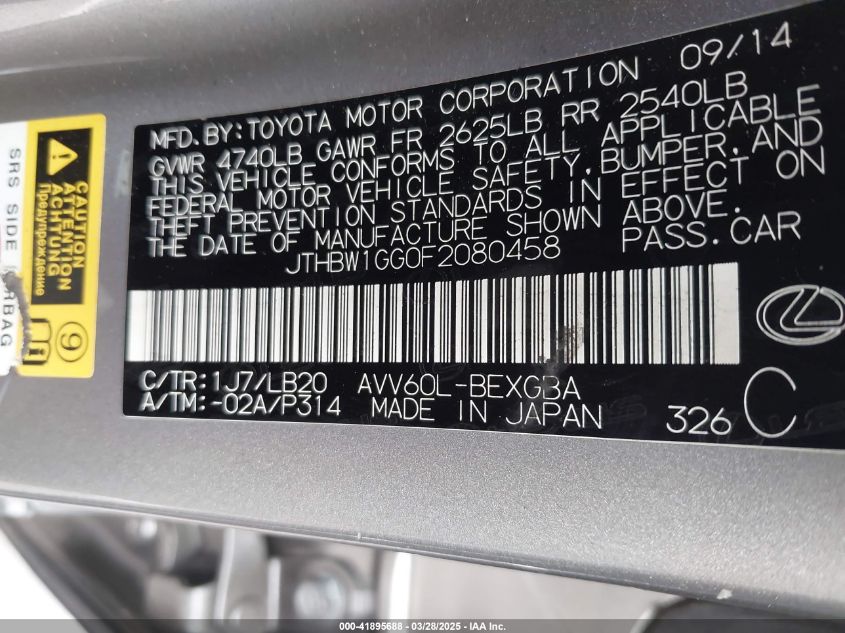 MFD. BY: TOYOTA MOTOR CORPORATION 09/14
GVWR 4740LB GAWR FR 2625LB RR 2540LB
THIS VEHICLE CONFORMS TO ALL APPLICABLE
FEDERAL MOTOR VEHICLE SAFETY, BUMPER, AND
THEFT PREVENTION STANDARDS IN EFFECT ON
THE DATE OF MANUFACTURE SHOWN ABOVE.
JTHBW1GG0F2080458 PASS.CAR
C/TR: 1J7/LB20 AVV60L-BEXGBA
A/TM: -02A/P314 MADE IN JAPAN 326 C
SRS SIDE AIRBAG
CAUTION
ATTENTION
ACHTUNG
Предупреждение
9
000-41895688 - 03/28/2025 - IAA Inc.